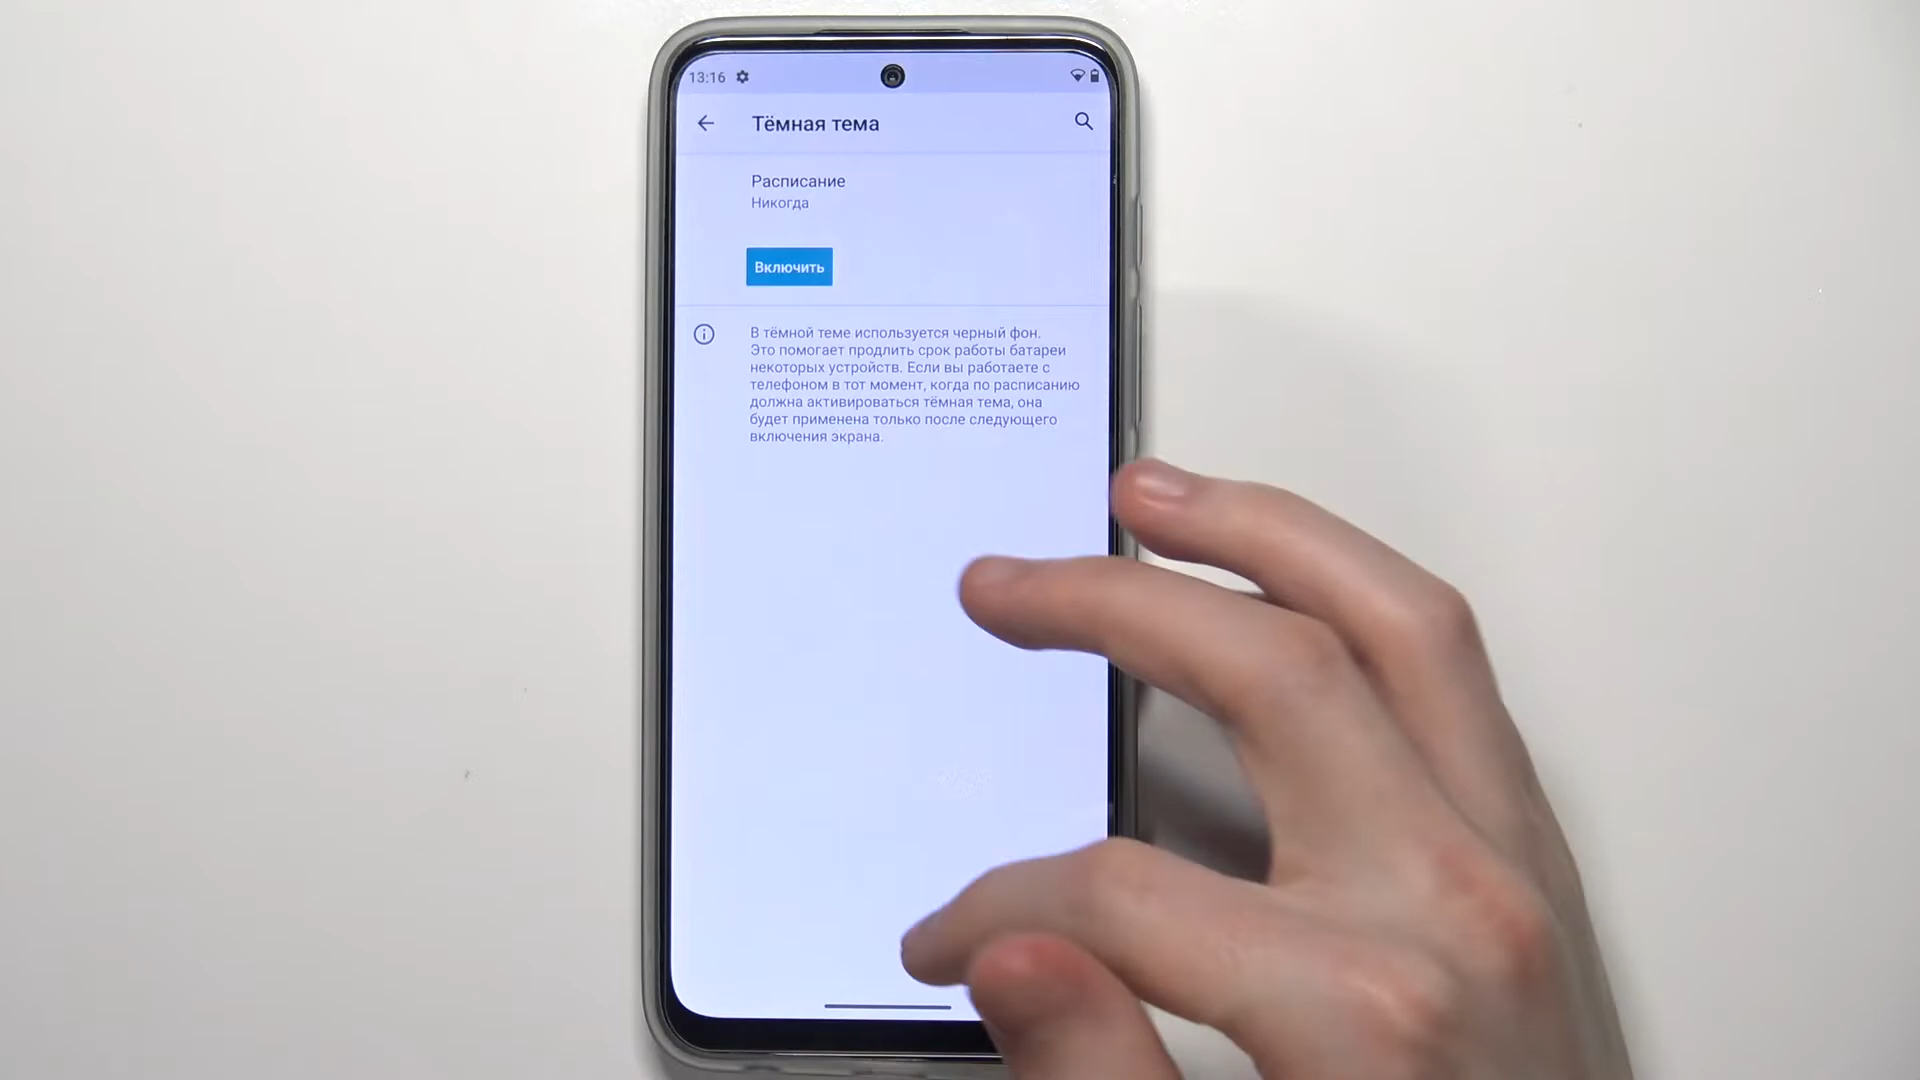 13:16
Тёмная тема
Расписание
Никогда
Включить
В тёмной теме используется черный фон.
Это помогает продлить срок работы батареи
некоторых устройств. Если вы работаете с
телефоном в тот момент, когда по расписанию
должна активироваться тёмная тема, она
будет применена только после следующего
включения экрана.